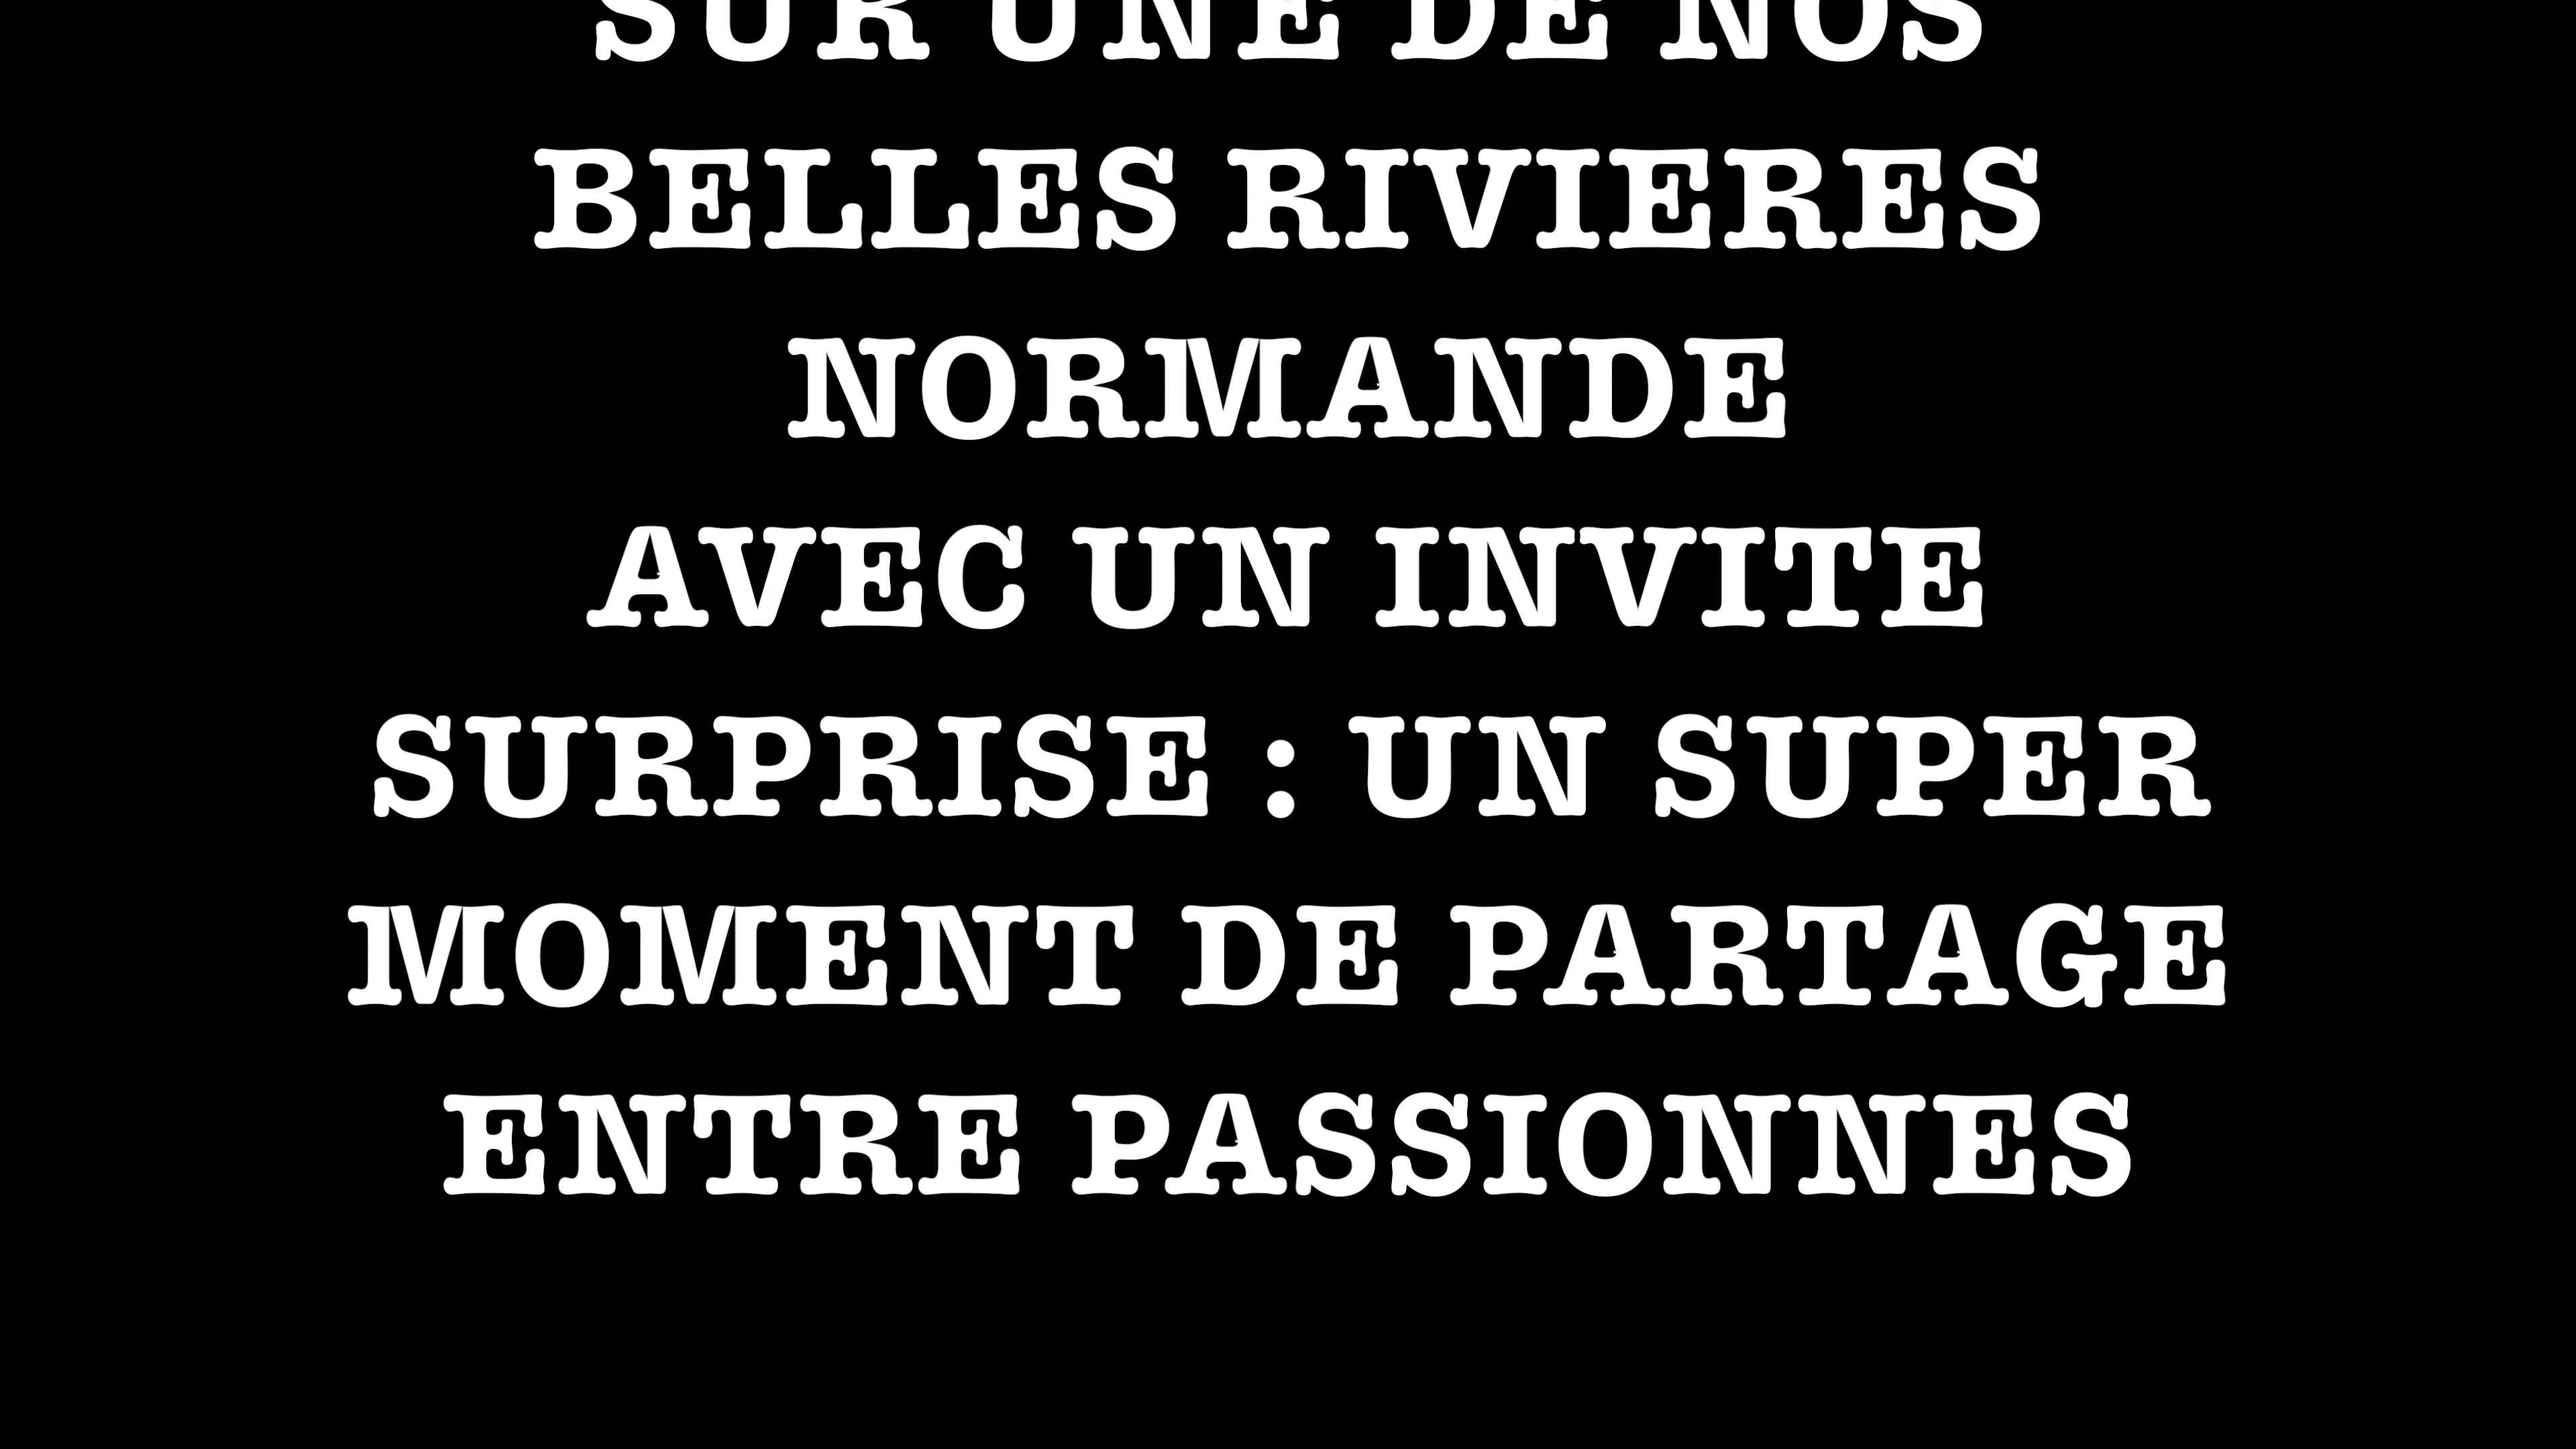 SUR UNE DE NOS
BELLES RIVIERES
NORMANDE
AVEC UN INVITE
SURPRISE : UN SUPER
MOMENT DE PARTAGE
ENTRE PASSIONNES